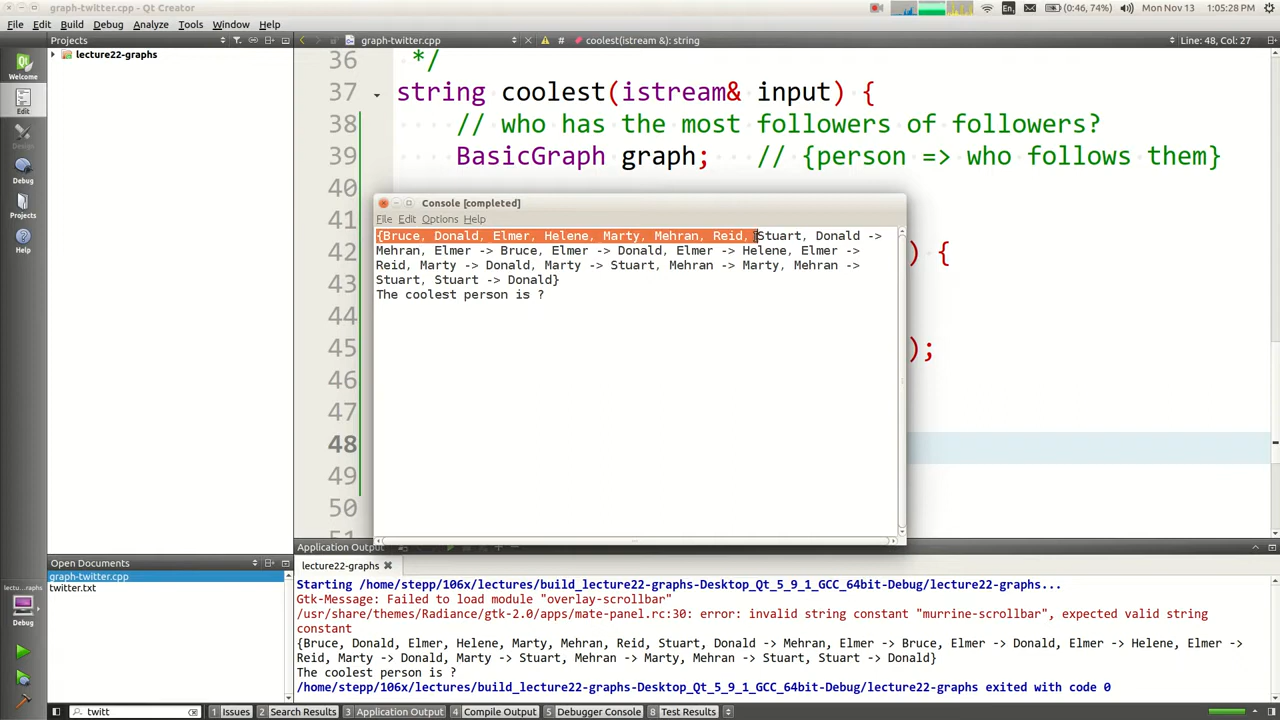 graph-twitter.cpp - Qt Creator
En
(0:46, 74%)
Mon Nov 13
1:05:28 PM
File Edit Build Debug Analyze Tools Window Help
Projects
graph-twitter.cpp
#
coolest(istream &): string
Line: 48, Col: 27
lecture22-graphs
Welcome
Edit
Design
Debug
Projects
Help
36 */
37 string coolest(istream& input) {
38 // who has the most followers of followers?
39 BasicGraph graph; // {person => who follows them}
40
41
42 ) {
43
44
45 );
46
47
48
49
50
51
Console [completed]
File Edit Options Help
{Bruce, Donald, Elmer, Helene, Marty, Mehran, Reid, Stuart, Donald ->
Mehran, Elmer -> Bruce, Elmer -> Donald, Elmer -> Helene, Elmer ->
Reid, Marty -> Donald, Marty -> Stuart, Mehran -> Marty, Mehran ->
Stuart, Stuart -> Donald}
The coolest person is ?
Open Documents
graph-twitter.cpp
twitter.txt
lectu...raphs
Debug
Application Output
lecture22-graphs
Starting /home/stepp/106x/lectures/build_lecture22-graphs-Desktop_Qt_5_9_1_GCC_64bit-Debug/lecture22-graphs...
Gtk-Message: Failed to load module "overlay-scrollbar"
/usr/share/themes/Radiance/gtk-2.0/apps/mate-panel.rc:30: error: invalid string constant "murrine-scrollbar", expected valid string
constant
{Bruce, Donald, Elmer, Helene, Marty, Mehran, Reid, Stuart, Donald -> Mehran, Elmer -> Bruce, Elmer -> Donald, Elmer -> Helene, Elmer ->
Reid, Marty -> Donald, Marty -> Stuart, Mehran -> Marty, Mehran -> Stuart, Stuart -> Donald}
The coolest person is ?
/home/stepp/106x/lectures/build_lecture22-graphs-Desktop_Qt_5_9_1_GCC_64bit-Debug/lecture22-graphs exited with code 0
twitt
1 Issues 2 Search Results 3 Application Output 4 Compile Output 5 Debugger Console 8 Test Results